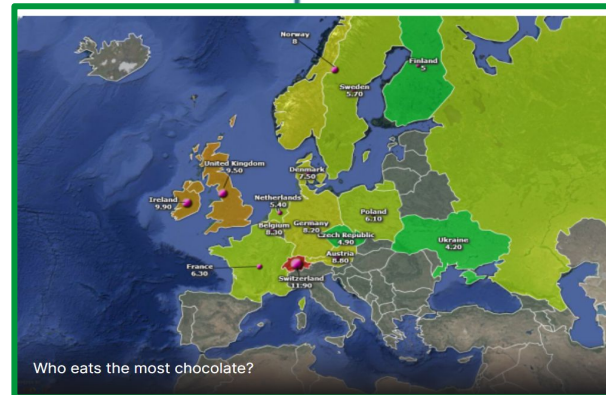 Norway
8
Finland
5
Sweden
5.70
United Kingdom
9.50
Denmark
7.50
Ireland
9.90
Netherlands
5.40
Poland
6.10
Belgium
8.30
Germany
8.20
Czech Republic
4.90
Ukraine
4.20
Austria
8.80
France
6.30
Switzerland
11.90
Who eats the most chocolate?